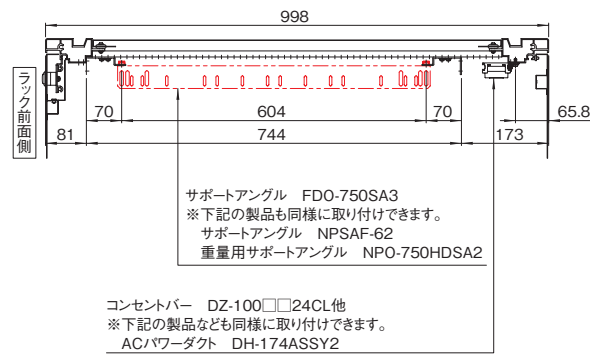 998
ラック前面側
70
604
70
65.8
81
744
173
サポートアングル　FDO-750SA3
※下記の製品も同様に取り付けできます。
サポートアングル　NPSAF-62
重量用サポートアングル　NPO-750HDSA2
コンセントバー　DZ-100□□24CL他
※下記の製品なども同様に取り付けできます。
ACパワーダクト　DH-174ASSY2